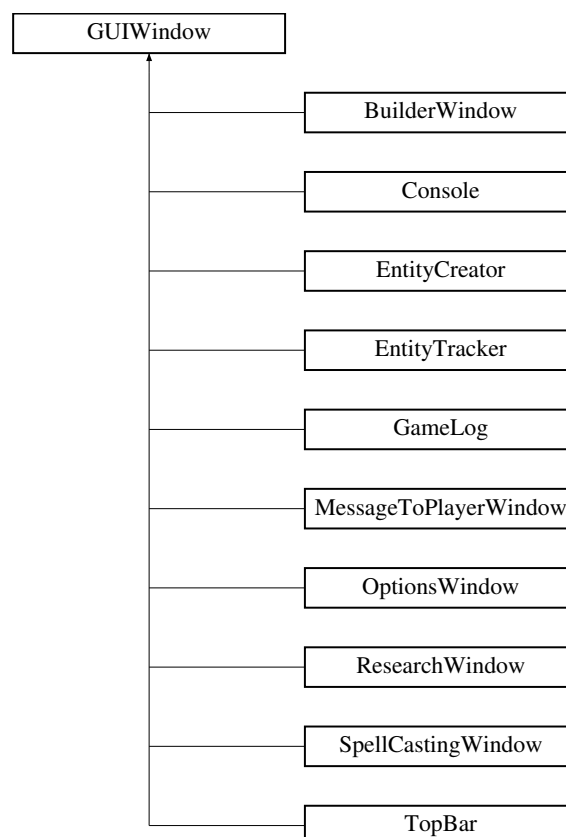 GUIWindow
BuilderWindow
Console
EntityCreator
EntityTracker
GameLog
MessageToPlayerWindow
OptionsWindow
ResearchWindow
SpellCastingWindow
TopBar